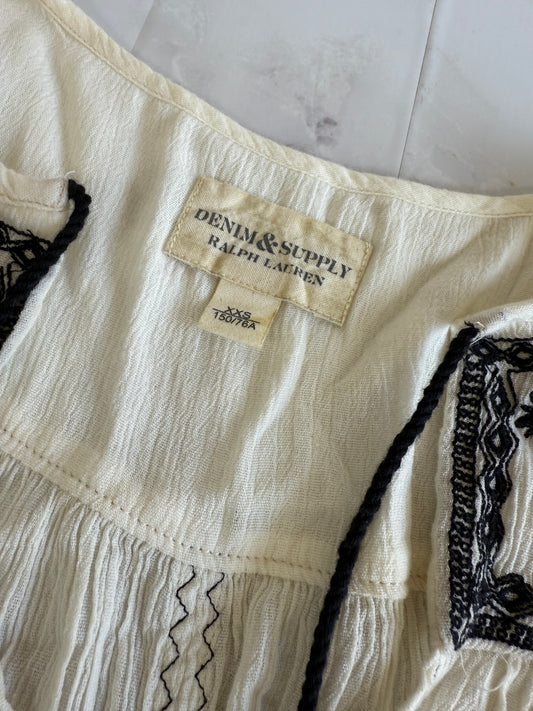 DENIM & SUPPLY
RALPH LAUREN
XXS
150/76A